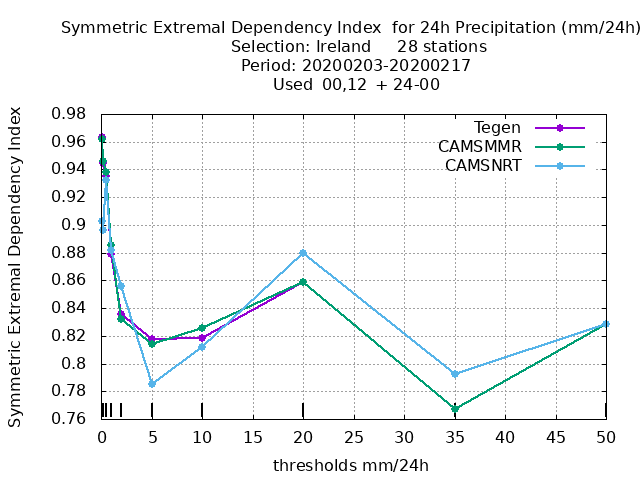 Symmetric Extremal Dependency Index  for 24h Precipitation (mm/24h)
Selection: Ireland     28 stations
Period: 20200203-20200217
Used  00,12  + 24-00
Symmetric Extremal Dependency Index
0.98
0.96
0.94
0.92
0.9
0.88
0.86
0.84
0.82
0.8
0.78
0.76
Tegen
CAMSMMR
CAMSNRT
0 5 10 15 20 25 30 35 40 45 50
thresholds mm/24h